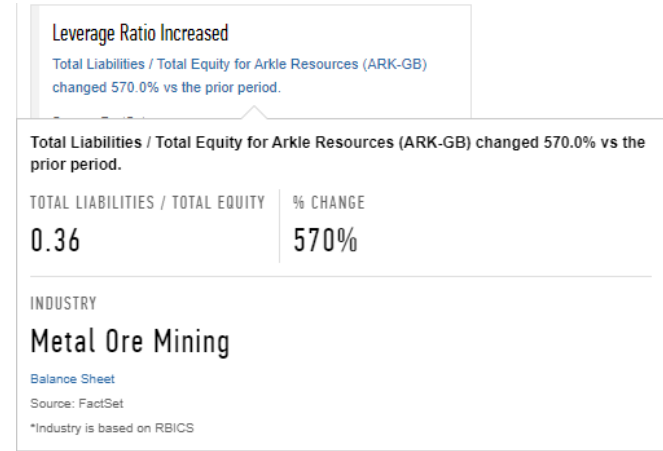 Leverage Ratio Increased
Total Liabilities / Total Equity for Arkle Resources (ARK-GB)
changed 570.0% vs the prior period.
Total Liabilities / Total Equity for Arkle Resources (ARK-GB) changed 570.0% vs the
prior period.
TOTAL LIABILITIES / TOTAL EQUITY
% CHANGE
0.36
570%
INDUSTRY
Metal Ore Mining
Balance Sheet
Source: FactSet
*Industry is based on RBICS